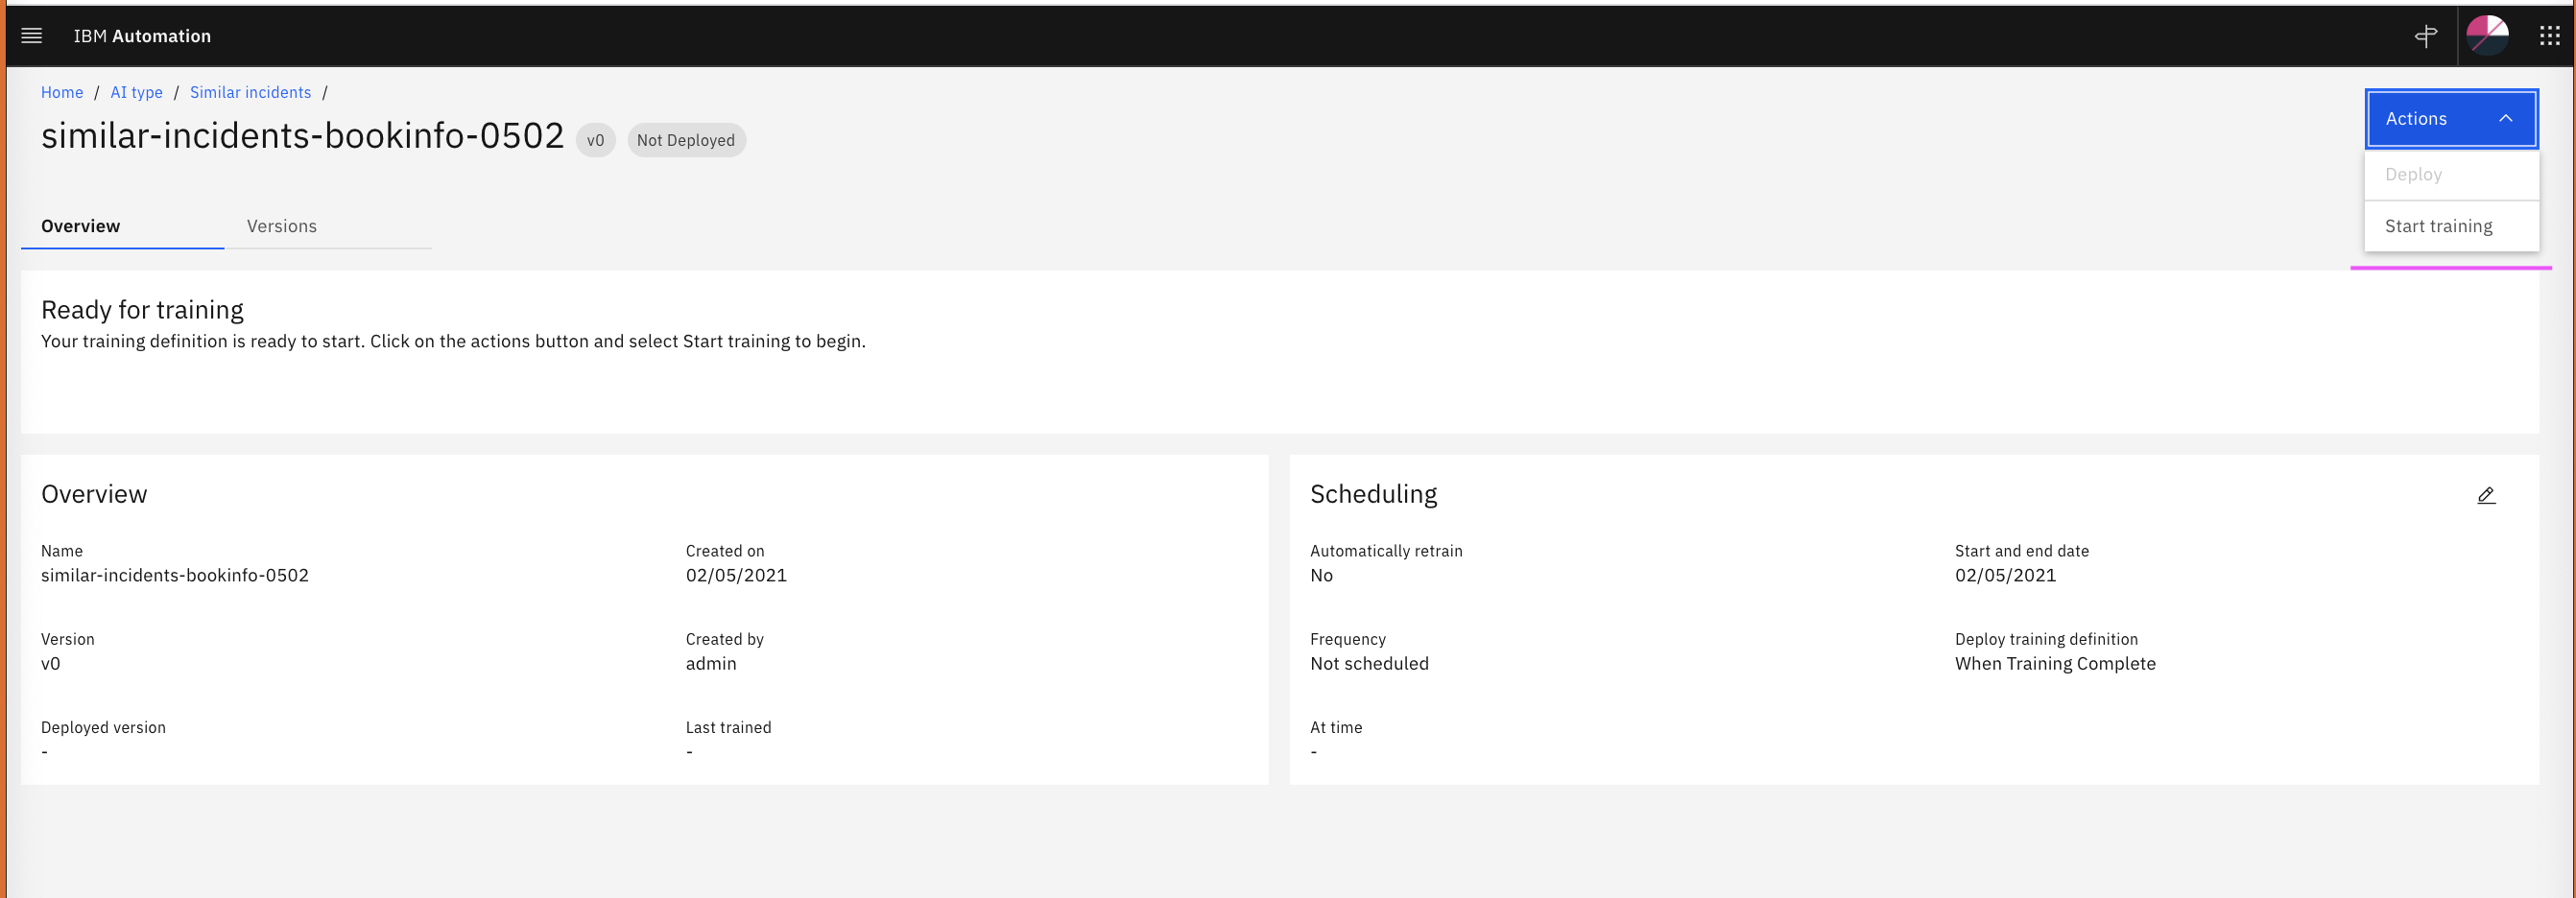 IBM Automation
Home / AI type / Similar incidents /
similar-incidents-bookinfo-0502 v0 Not Deployed
Actions
Deploy
Start training
Overview Versions
Ready for training
Your training definition is ready to start. Click on the actions button and select Start training to begin.
Overview
Name
similar-incidents-bookinfo-0502
Created on
02/05/2021
Version
v0
Created by
admin
Deployed version
-
Last trained
-
Scheduling
Automatically retrain
No
Start and end date
02/05/2021
Frequency
Not scheduled
Deploy training definition
When Training Complete
At time
-